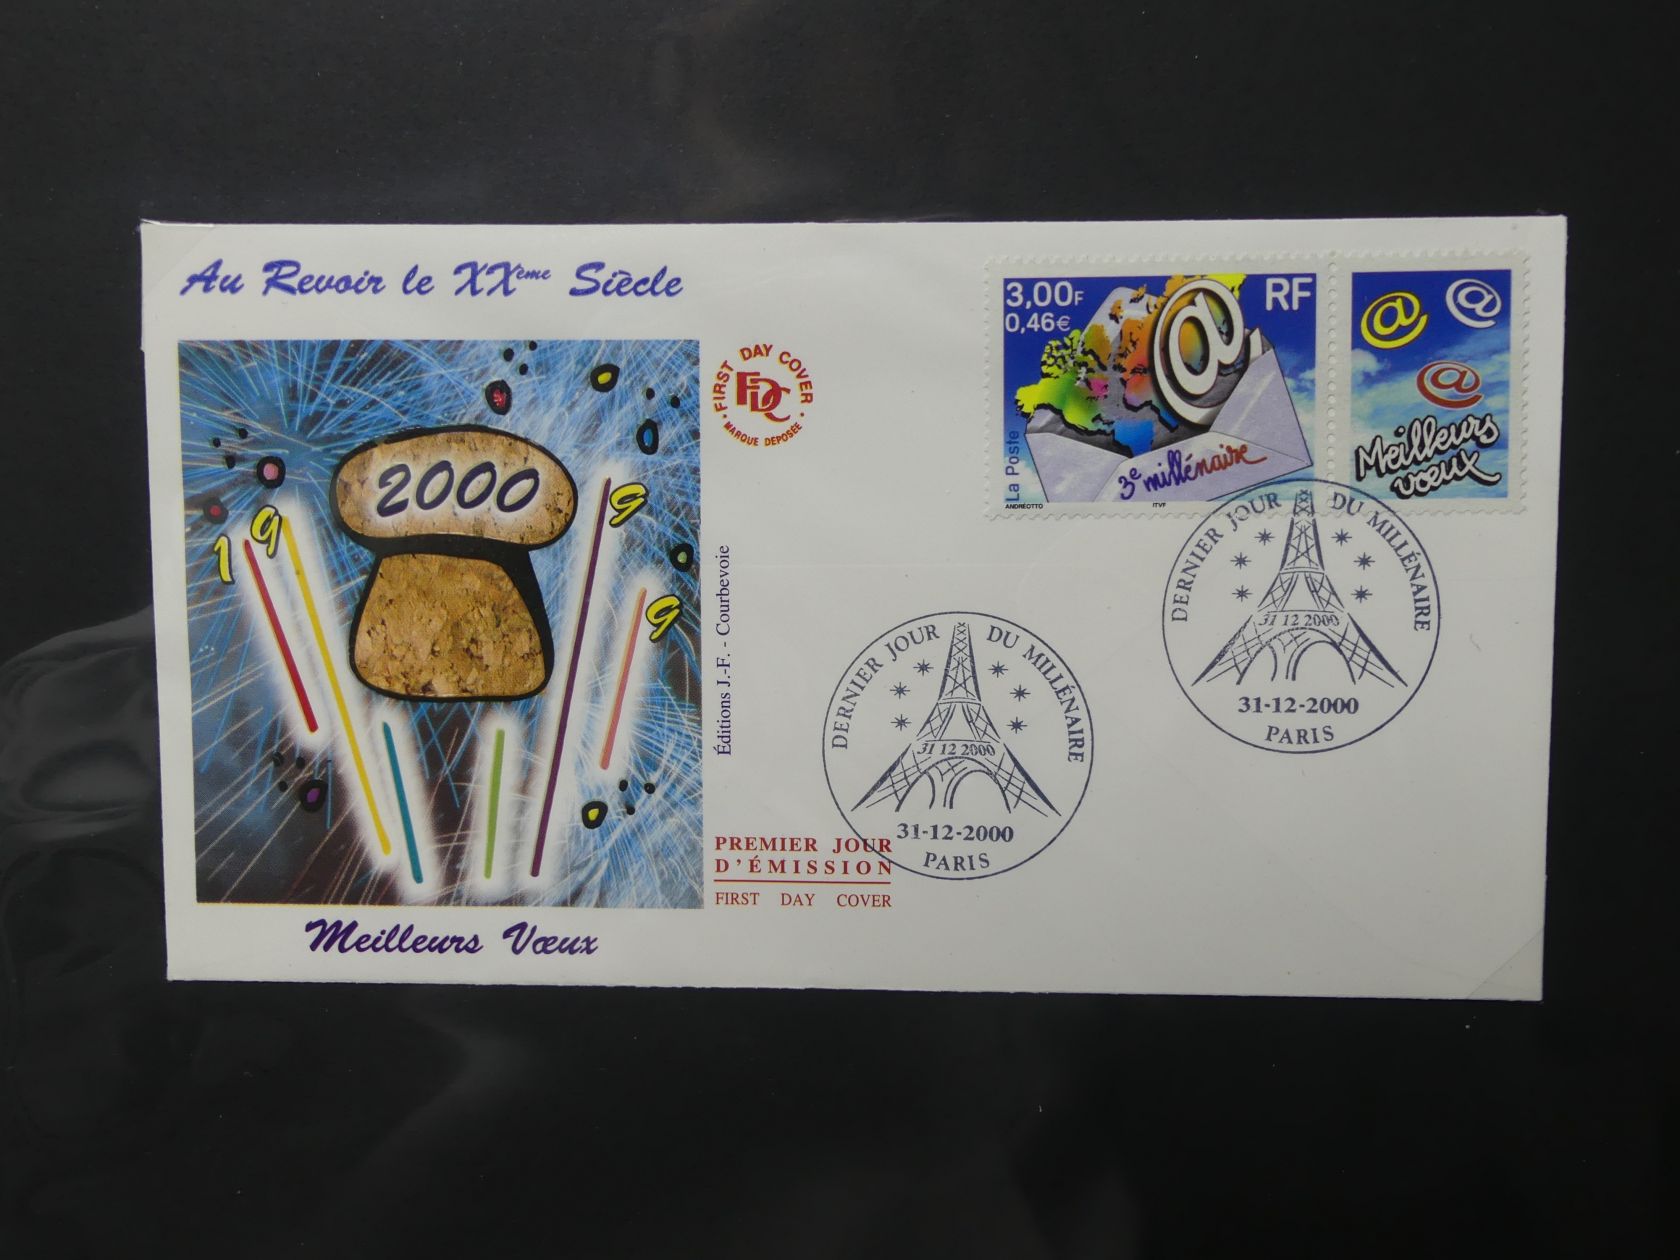 Au Revoir le XXème Siècle
2000
1 9 9 9
Meilleurs Vœux
FIRST DAY COVER
FDC
MARQUE DEPOSÉE
Éditions J.-F. - Courbevoie
PREMIER JOUR
D'ÉMISSION
FIRST DAY COVER
3,00F
0,46€
RF
La Poste
@
3e millénaire
ANDRÉOTTO
ITVF
@ @
@
Meilleurs
vœux
DERNIER JOUR DU MILLÉNAIRE
31 12 2000
31-12-2000
PARIS
DERNIER JOUR DU MILLÉNAIRE
31 12 2000
31-12-2000
PARIS